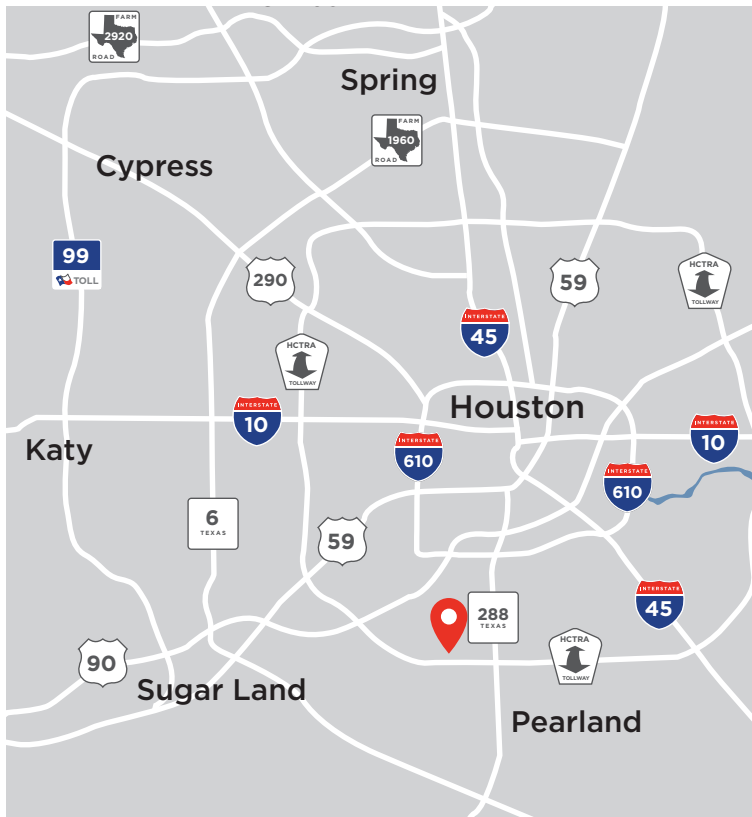 FARM
2920
ROAD
Spring
FARM
1960
ROAD
Cypress
99
TOLL
290
59
HCTRA
TOLLWAY
INTERSTATE
45
HCTRA
TOLLWAY
Houston
INTERSTATE
10
INTERSTATE
10
Katy
INTERSTATE
610
INTERSTATE
610
6
TEXAS
59
INTERSTATE
45
288
TEXAS
90
HCTRA
TOLLWAY
Sugar Land
Pearland